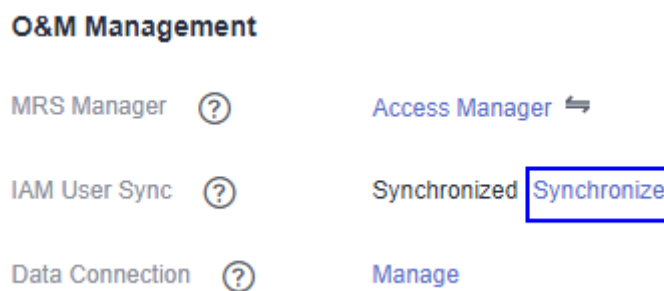 O&M Management
MRS Manager ? Access Manager
IAM User Sync ? Synchronized Synchronize
Data Connection ? Manage